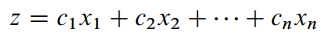 z = c₁x₁ + c₂x₂ + ⋯ + cₙxₙ